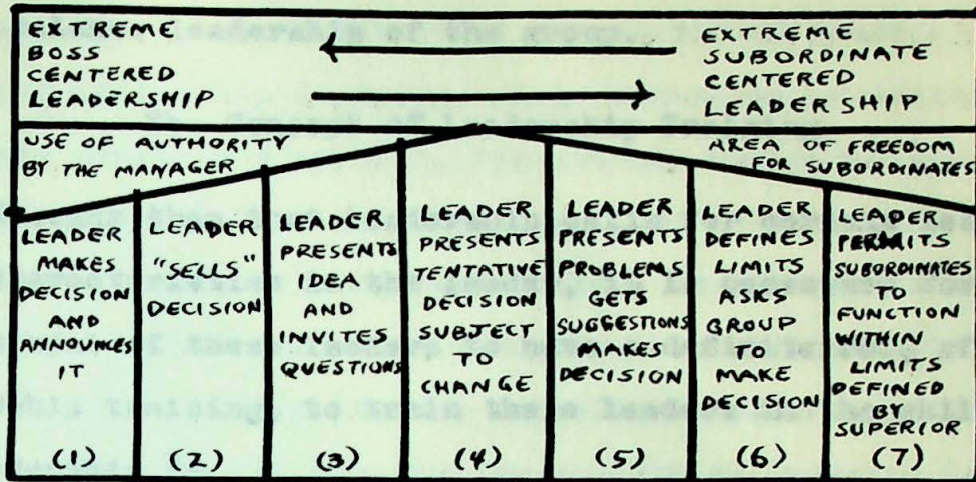 EXTREME
BOSS
CENTERED
LEADERSHIP
EXTREME
SUBORDINATE
CENTERED
LEADERSHIP
USE OF AUTHORITY
BY THE MANAGER
AREA OF FREEDOM
FOR SUBORDINATES
LEADER
MAKES
DECISION
AND
ANNOUNCES
IT
(1)
LEADER
"SELLS"
DECISION
(2)
LEADER
PRESENTS
IDEA
AND
INVITES
QUESTIONS
(3)
LEADER
PRESENTS
TENTATIVE
DECISION
SUBJECT
TO
CHANGE
(4)
LEADER
PRESENTS
PROBLEMS
GETS
SUGGESTIONS
MAKES
DECISION
(5)
LEADER
DEFINES
LIMITS
ASKS
GROUP
TO
MAKE
DECISION
(6)
LEADER
PERMITS
SUBORDINATES
TO
FUNCTION
WITHIN
LIMITS
DEFINED
BY
SUPERIOR
(7)